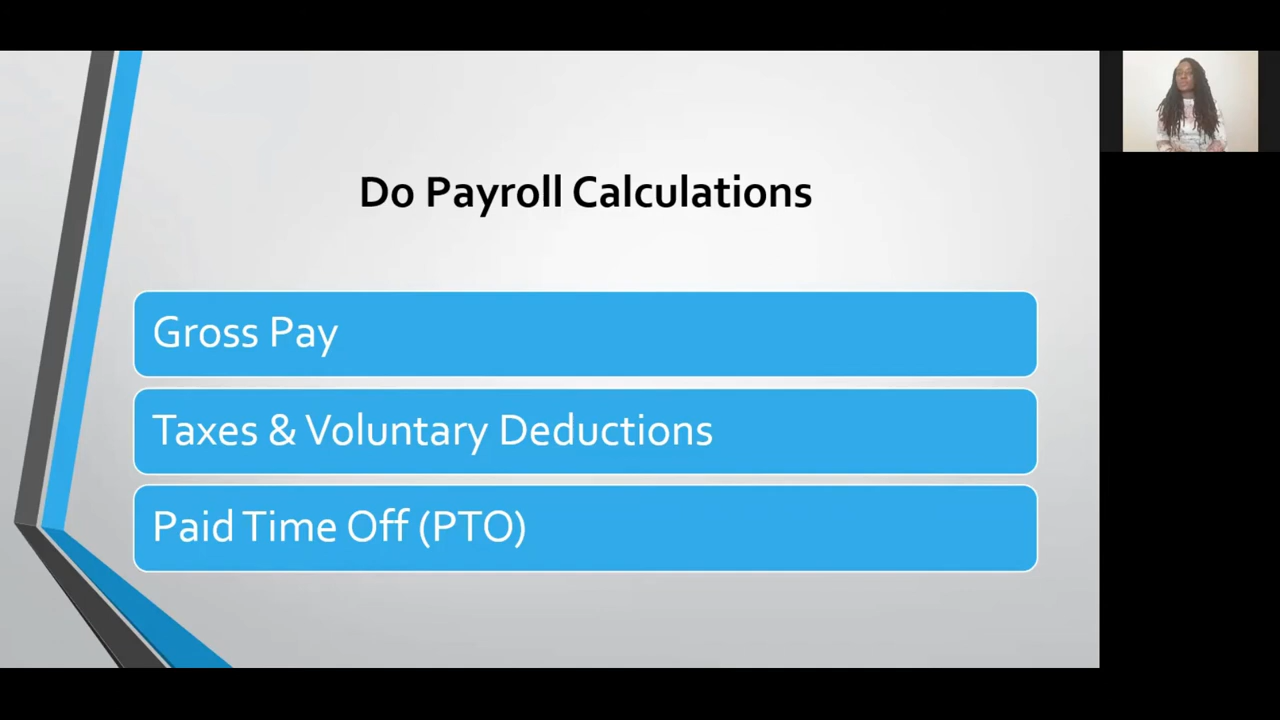 Do Payroll Calculations
Gross Pay
Taxes & Voluntary Deductions
Paid Time Off (PTO)